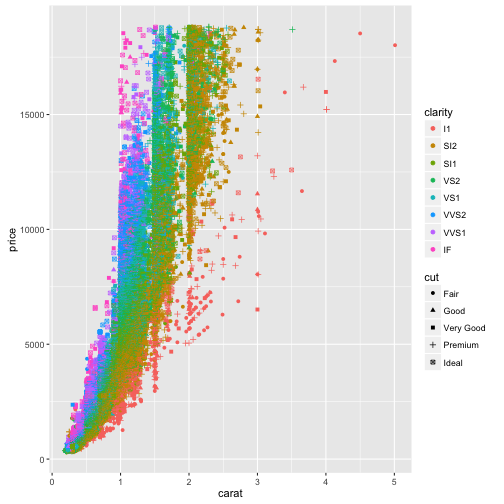 15000
10000
5000
0
price
0
1
2
3
4
5
carat
clarity
I1
SI2
SI1
VS2
VS1
VVS2
VVS1
IF
cut
Fair
Good
Very Good
Premium
Ideal